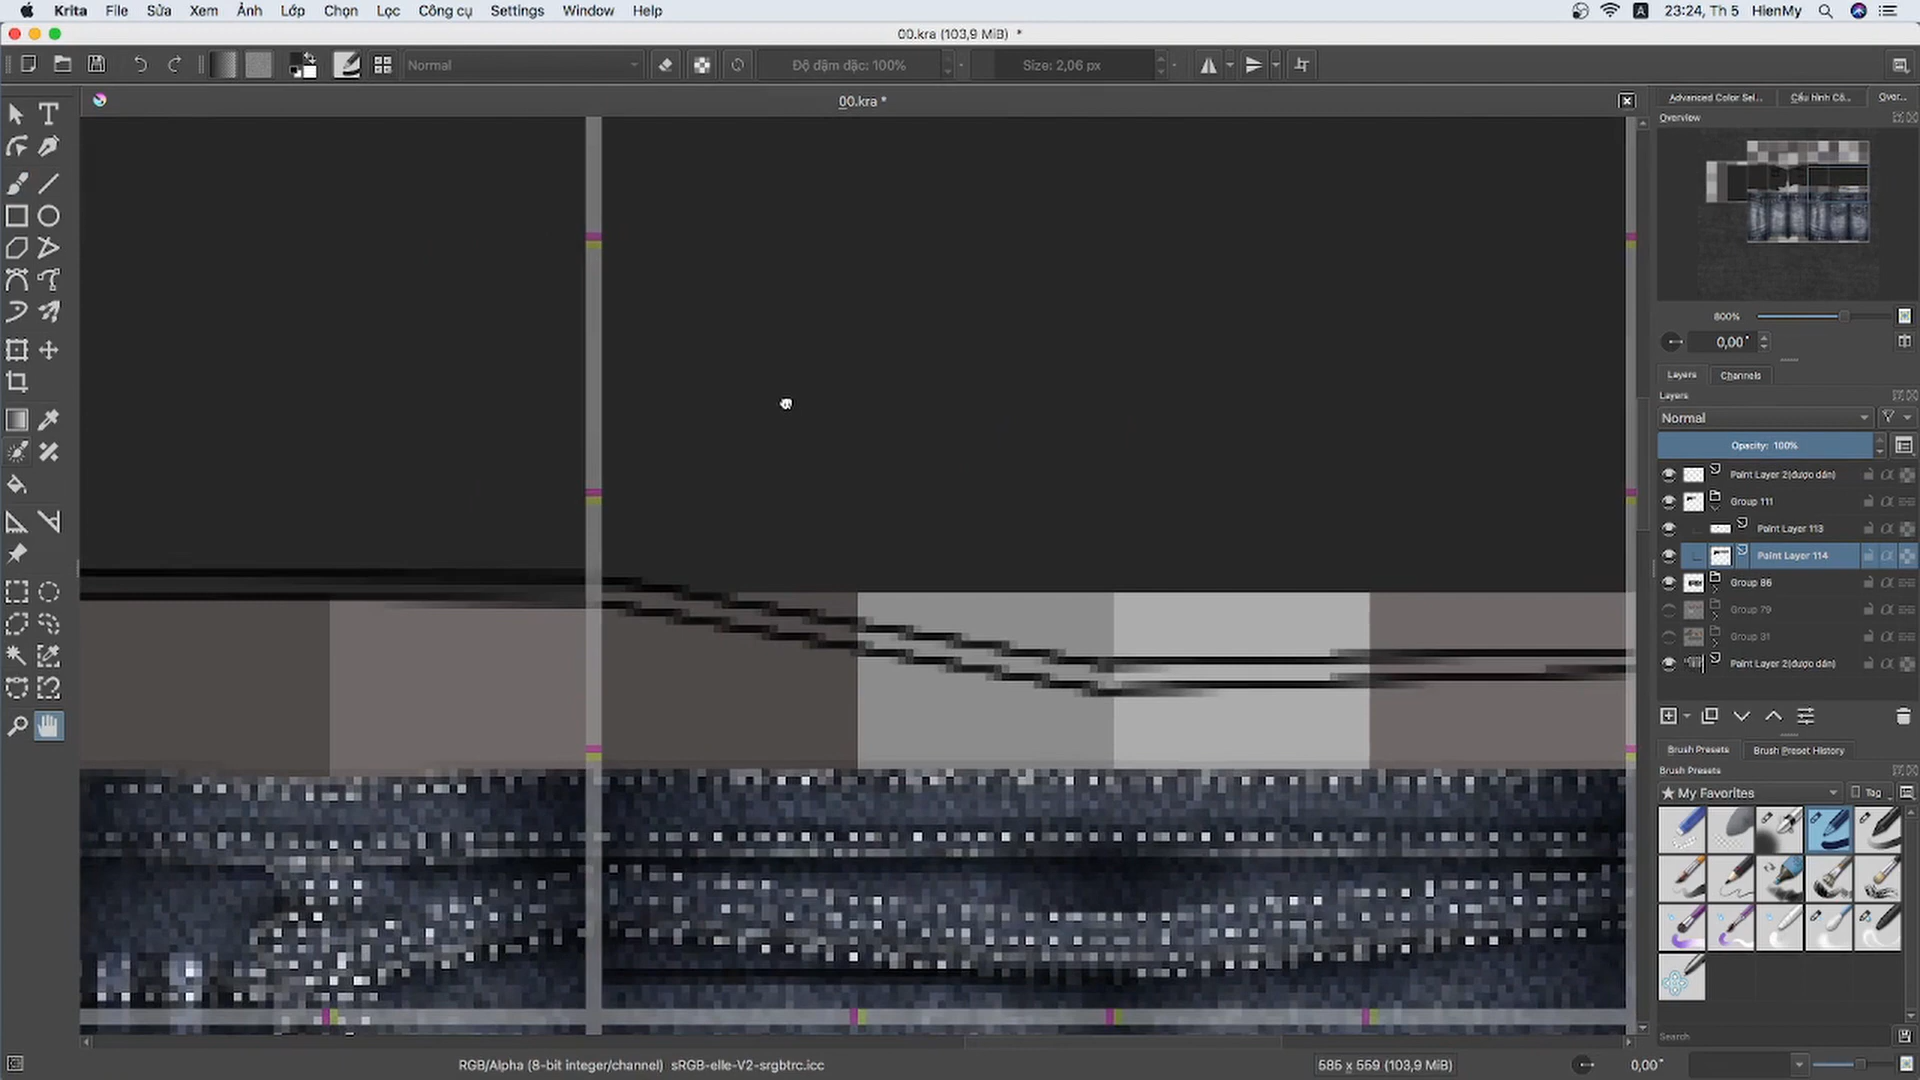 Krita File Sửa Xem Ảnh Lớp Chọn Lọc Công cụ Settings Window Help A 23:24, Th 5 HienMy
00.kra (103,9 MiB) *
Normal Độ đậm đặc: 100% Size: 2,06 px
00.kra *
Advanced Color Sel... Cấu hình Cô... Over...
Overview
800%
0,00°
Layers Channels
Layers
Normal
Opacity: 100%
Paint Layer 2(được dán)
Group 111
Paint Layer 113
Paint Layer 114
Group 86
Group 79
Group 31
Paint Layer 2(được dán)
Brush Presets Brush Preset History
Brush Presets
★ My Favorites Tag
Search
RGB/Alpha (8-bit integer/channel) sRGB-elle-V2-srgbtrc.icc 585 x 559 (103,9 MiB) 0,00°